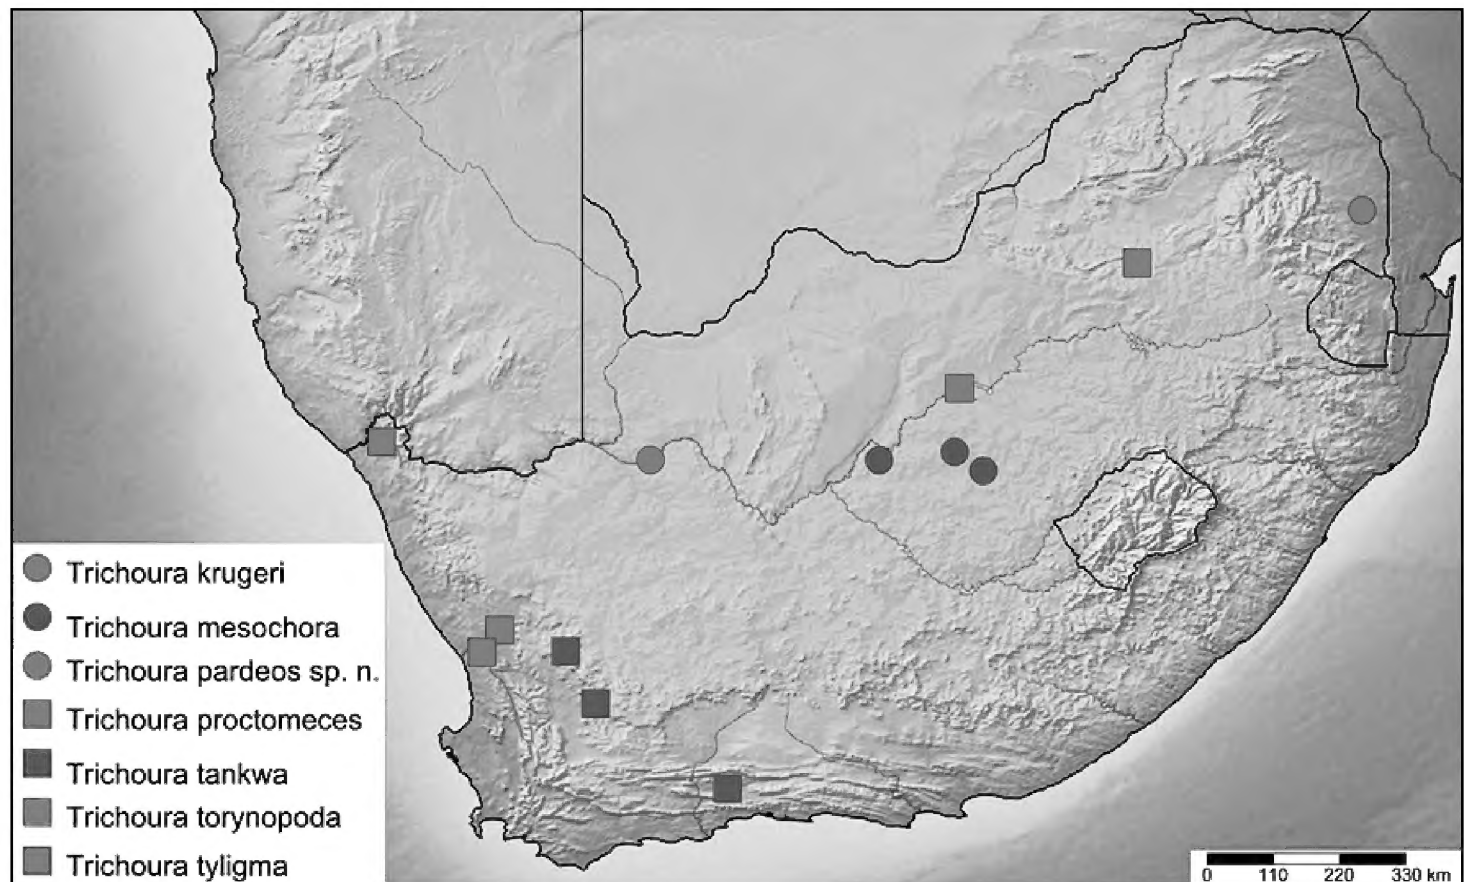 Trichoura krugeri
Trichoura mesochora
Trichoura pardeos sp. n.
Trichoura proctomeces
Trichoura tankwa
Trichoura torynopoda
Trichoura tyligma
0 110 220 330 km